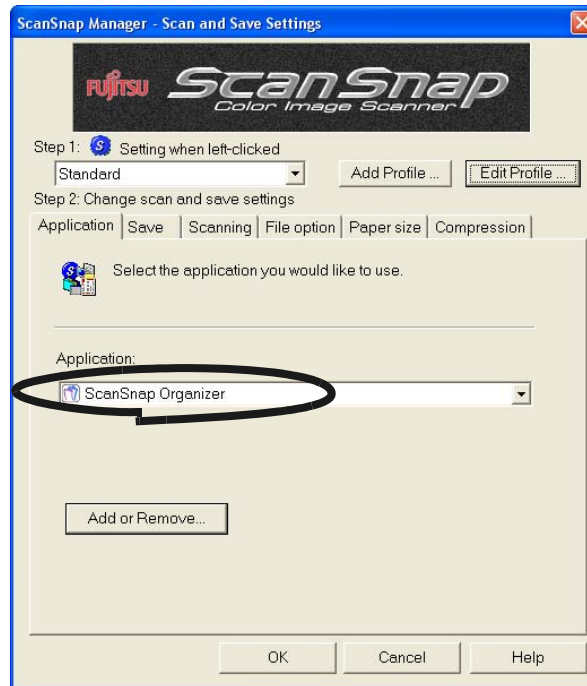 ScanSnap Manager - Scan and Save Settings
FUJITSU ScanSnap
Color Image Scanner
Step 1: S Setting when left-clicked
Standard Add Profile ... Edit Profile ...
Step 2: Change scan and save settings
Application Save Scanning File option Paper size Compression
Select the application you would like to use.
Application:
ScanSnap Organizer
Add or Remove...
OK Cancel Help